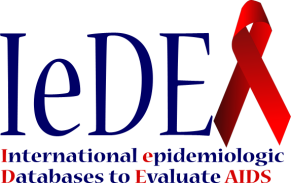 IeDEA
International epidemiologic
Databases to Evaluate AIDS